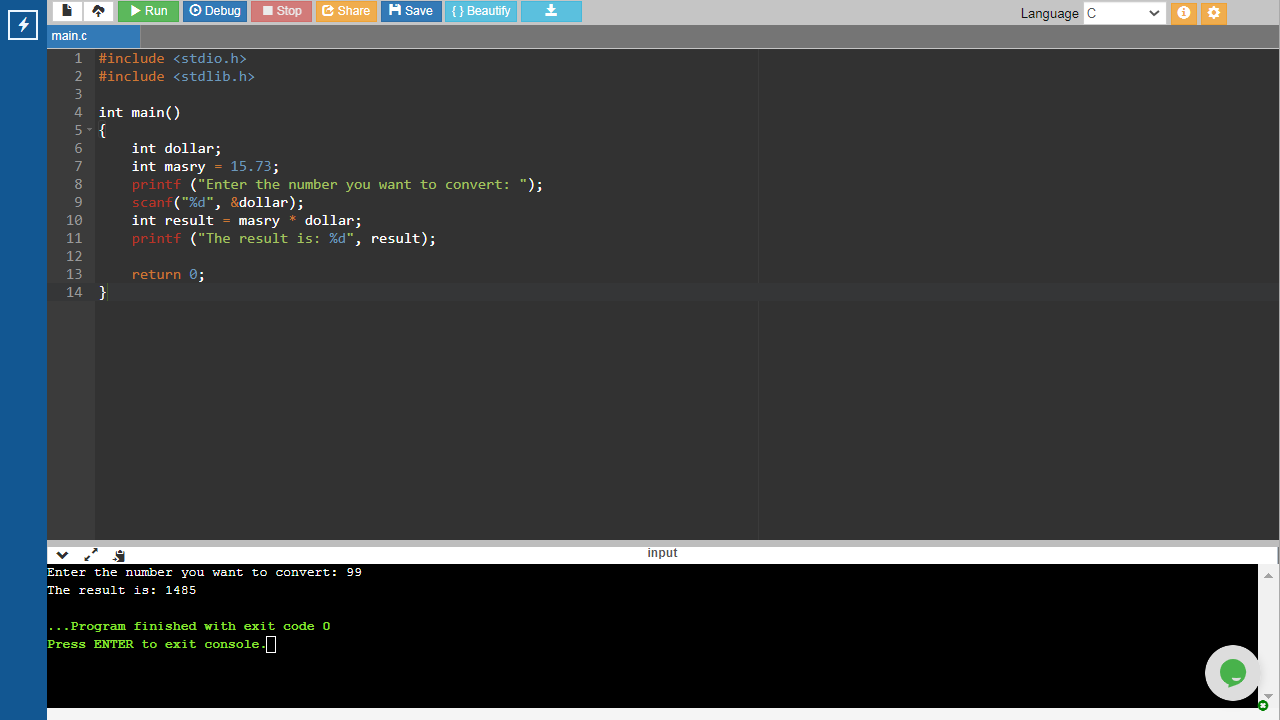 Run Debug Stop Share Save { } Beautify Language C
main.c
1 #include <stdio.h>
2 #include <stdlib.h>
3
4 int main()
5 {
6     int dollar;
7     int masry = 15.73;
8     printf ("Enter the number you want to convert: ");
9     scanf("%d", &dollar);
10     int result = masry * dollar;
11     printf ("The result is: %d", result);
12
13     return 0;
14 }
input
Enter the number you want to convert: 99
The result is: 1485
...Program finished with exit code 0
Press ENTER to exit console.